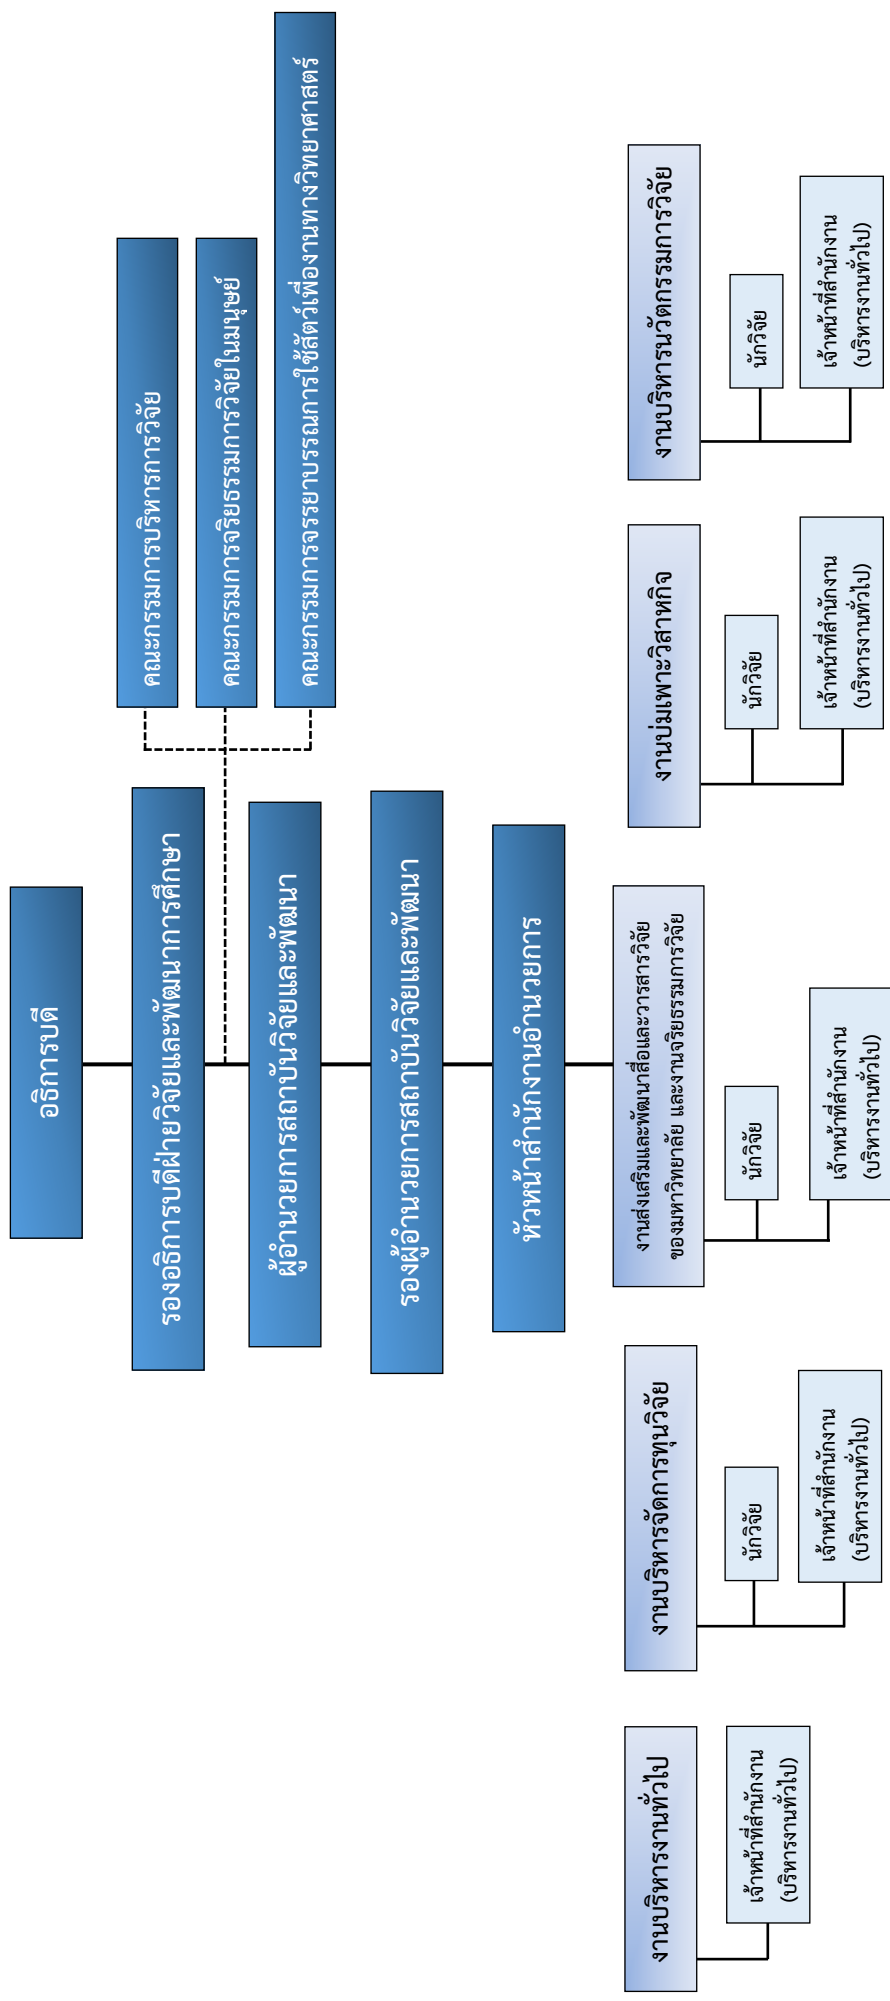 อธิการบดี
รองอธิการบดีฝ่ายวิจัยและพัฒนาการศึกษา
คณะกรรมการบริหารการวิจัย
คณะกรรมการจริยธรรมการวิจัยในมนุษย์
คณะกรรมการจรรยาบรรณการใช้สัตว์เพื่องานทางวิทยาศาสตร์
ผู้อำนวยการสถาบันวิจัยและพัฒนา
รองผู้อำนวยการสถาบันวิจัยและพัฒนา
หัวหน้าสำนักงานอำนวยการ
งานบริหารงานทั่วไป
เจ้าหน้าที่สำนักงาน
(บริหารงานทั่วไป)
งานบริหารจัดการทุนวิจัย
นักวิจัย
เจ้าหน้าที่สำนักงาน
(บริหารงานทั่วไป)
งานส่งเสริมและพัฒนาสื่อและวารสารวิจัย
ของมหาวิทยาลัย และงานจริยธรรมการวิจัย
นักวิจัย
เจ้าหน้าที่สำนักงาน
(บริหารงานทั่วไป)
งานบ่มเพาะวิสาหกิจ
นักวิจัย
เจ้าหน้าที่สำนักงาน
(บริหารงานทั่วไป)
งานบริหารนวัตกรรมการวิจัย
นักวิจัย
เจ้าหน้าที่สำนักงาน
(บริหารงานทั่วไป)